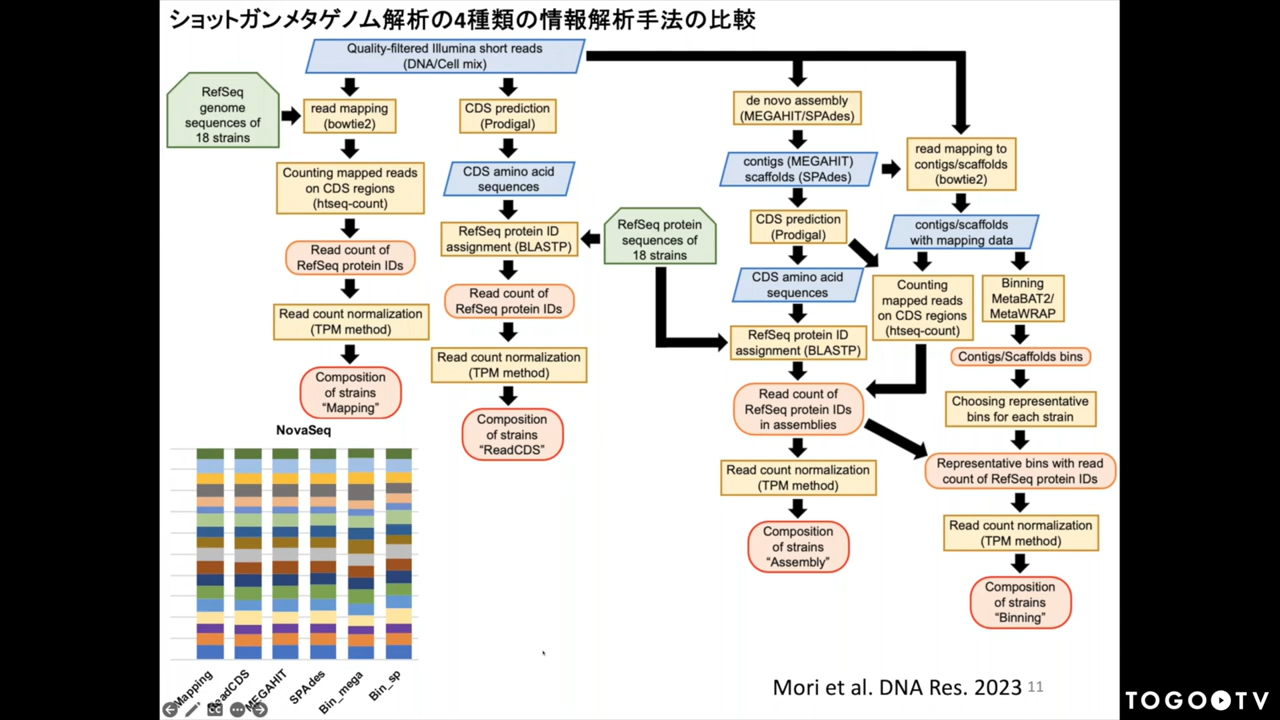 ショットガンメタゲノム解析の4種類の情報解析手法の比較
Quality-filtered Illumina short reads
(DNA/Cell mix)
RefSeq
genome
sequences of
18 strains
read mapping
(bowtie2)
Counting mapped reads
on CDS regions
(htseq-count)
Read count of
RefSeq protein IDs
Read count normalization
(TPM method)
Composition
of strains
“Mapping”
CDS prediction
(Prodigal)
CDS amino acid
sequences
RefSeq protein ID
assignment (BLASTP)
Read count of
RefSeq protein IDs
Read count normalization
(TPM method)
Composition
of strains
“ReadCDS”
RefSeq protein
sequences of
18 strains
de novo assembly
(MEGAHIT/SPAdes)
contigs (MEGAHIT)
scaffolds (SPAdes)
CDS prediction
(Prodigal)
CDS amino acid
sequences
RefSeq protein ID
assignment (BLASTP)
Read count of
RefSeq protein IDs
in assemblies
Read count normalization
(TPM method)
Composition
of strains
“Assembly”
read mapping to
contigs/scaffolds
(bowtie2)
contigs/scaffolds
with mapping data
Counting
mapped reads
on CDS regions
(htseq-count)
Binning
MetaBAT2/
MetaWRAP
Contigs/Scaffolds bins
Choosing representative
bins for each strain
Representative bins with read
count of RefSeq protein IDs
Read count normalization
(TPM method)
Composition
of strains
“Binning”
NovaSeq
Mapping
ReadCDS
MEGAHIT
SPAdes
Bin_mega
Bin_sp
Mori et al. DNA Res. 2023
11
TOGO TV